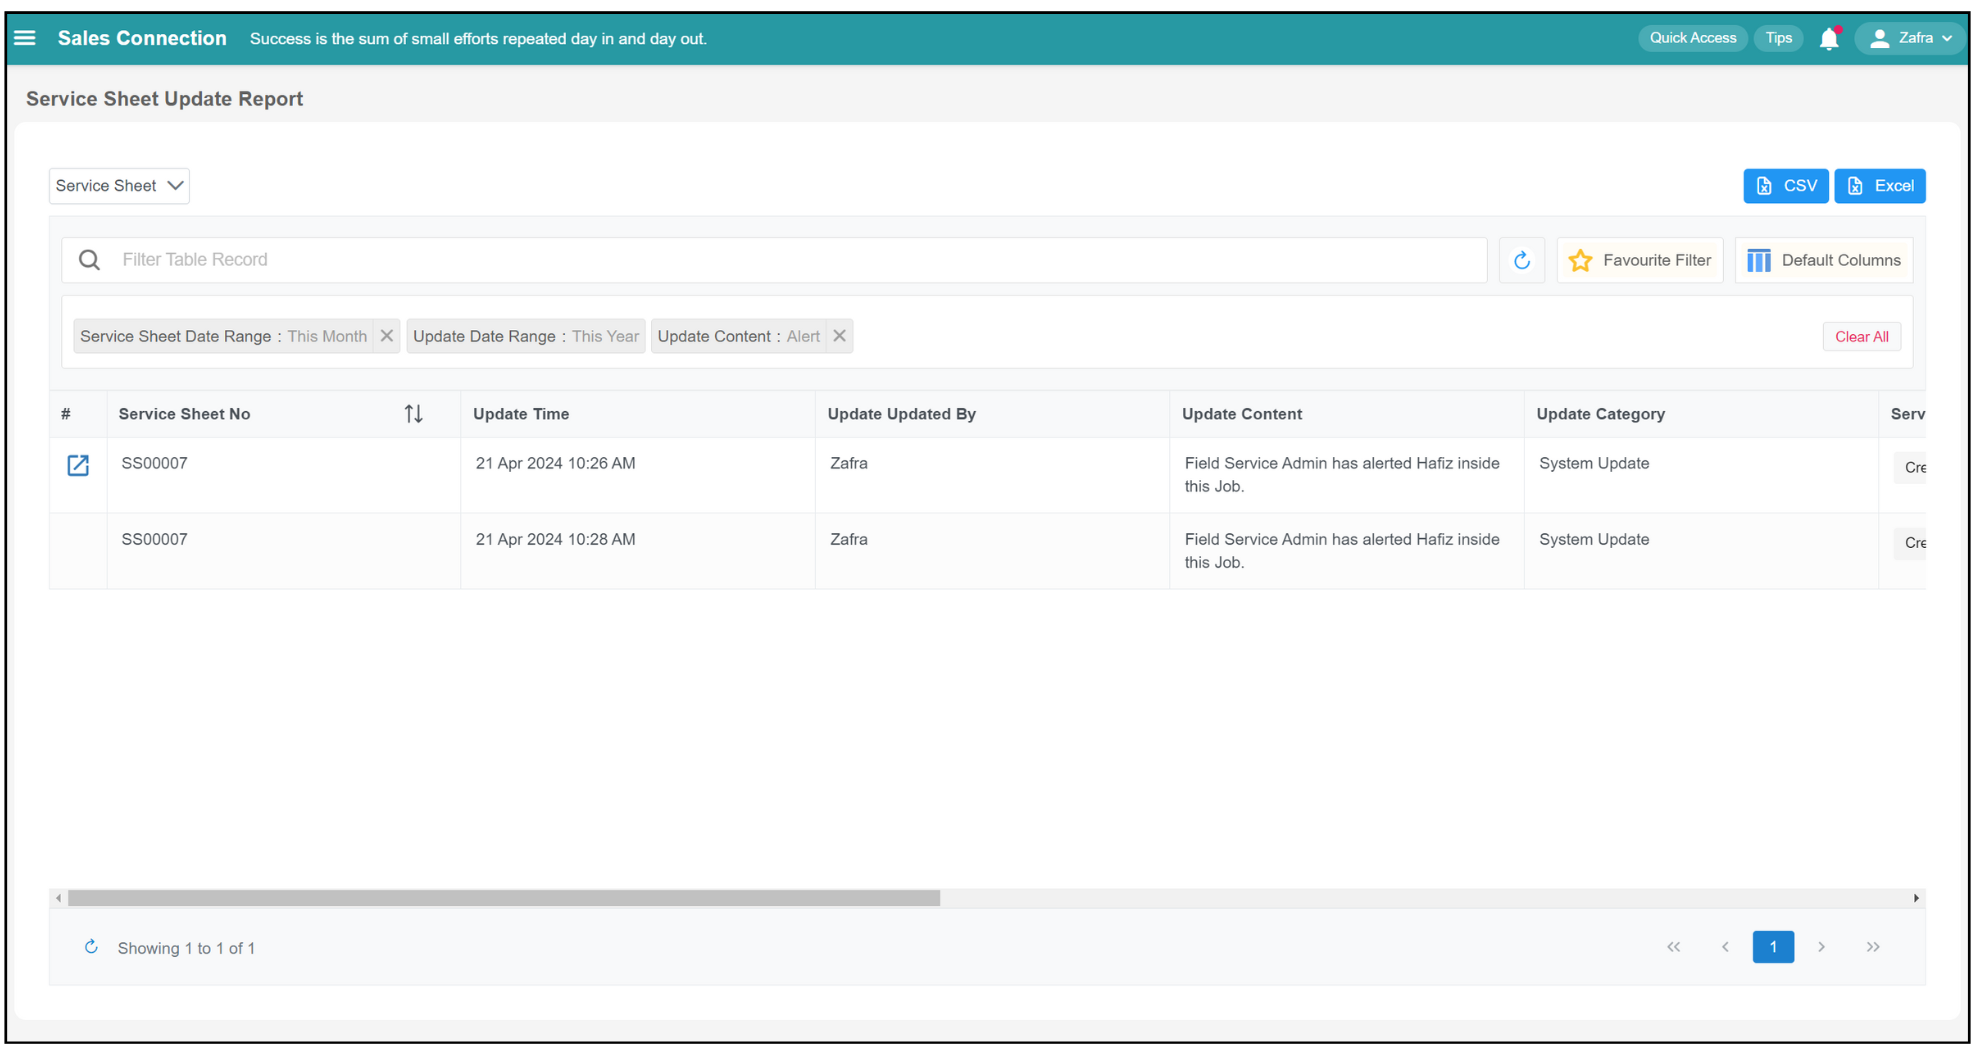 Sales Connection Success is the sum of small efforts repeated day in and day out. Quick Access Tips Zafra
Service Sheet Update Report
Service Sheet CSV Excel
Filter Table Record Favourite Filter Default Columns
Service Sheet Date Range : This Month Update Date Range : This Year Update Content : Alert Clear All
# Service Sheet No Update Time Update Updated By Update Content Update Category Serv
SS00007 21 Apr 2024 10:26 AM Zafra Field Service Admin has alerted Hafiz inside System Update Cre
this Job.
SS00007 21 Apr 2024 10:28 AM Zafra Field Service Admin has alerted Hafiz inside System Update Cre
this Job.
Showing 1 to 1 of 1 « ‹ 1 › »